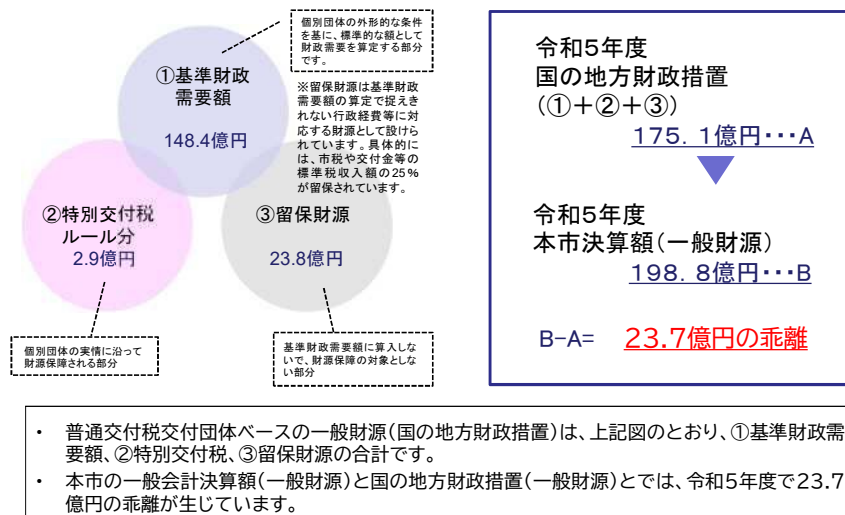 個別団体の外形的な条件
を基に、標準的な額として
財政需要を算定する部分
です。
①基準財政
需要額
148.4億円
※留保財源は基準財政
需要額の算定で捉えき
れない行政経費等に対
応する財源として設けら
れています。具体的に
は、市税や交付金等の
標準税収入額の25%
が留保されています。
②特別交付税
ルール分
2.9億円
③留保財源
23.8億円
個別団体の実情に沿って
財源保障される部分
基準財政需要額に算入しな
いで、財源保障の対象としな
い部分
令和5年度
国の地方財政措置
(①+②+③)
175.1億円・・・A
令和5年度
本市決算額(一般財源)
198.8億円・・・B
B-A= 23.7億円の乖離
・ 普通交付税交付団体ベースの一般財源(国の地方財政措置)は、上記図のとおり、①基準財政需
要額、②特別交付税、③留保財源の合計です。
・ 本市の一般会計決算額(一般財源)と国の地方財政措置(一般財源)とでは、令和5年度で23.7
億円の乖離が生じています。